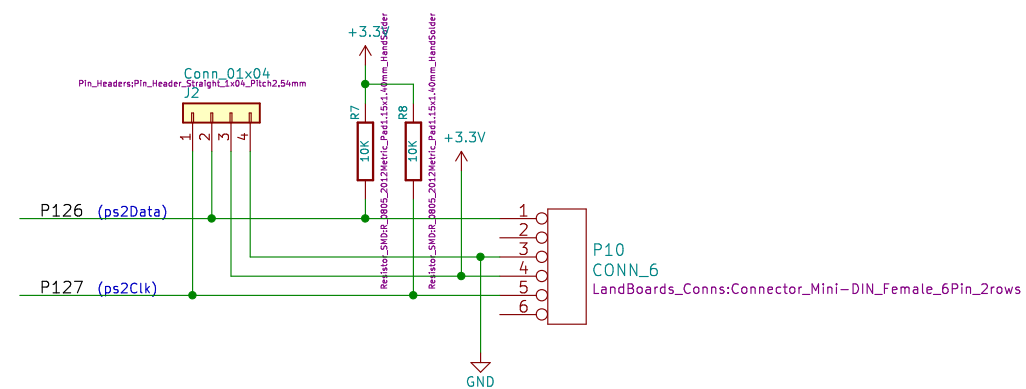 +3.3V
Conn_01x04
Pin_Headers:Pin_Header_Straight_1x04_Pitch2.54mm
J2
1
2
3
4
R7
10K
Resistor_SMD:R_0805_2012Metric_Pad1.15x1.40mm_HandSolder
R8
10K
Resistor_SMD:R_0805_2012Metric_Pad1.15x1.40mm_HandSolder
+3.3V
P126 (ps2Data)
P127 (ps2Clk)
1
2
3
4
5
6
P10
CONN_6
LandBoards_Conns:Connector_Mini-DIN_Female_6Pin_2rows
GND